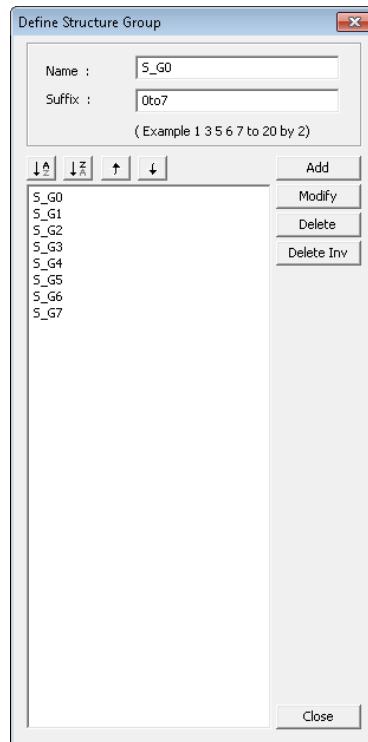 Define Structure Group
Name :
S_G0
Suffix :
0to7
( Example 1 3 5 6 7 to 20 by 2)
Add
Modify
Delete
Delete Inv
S_G0
S_G1
S_G2
S_G3
S_G4
S_G5
S_G6
S_G7
Close